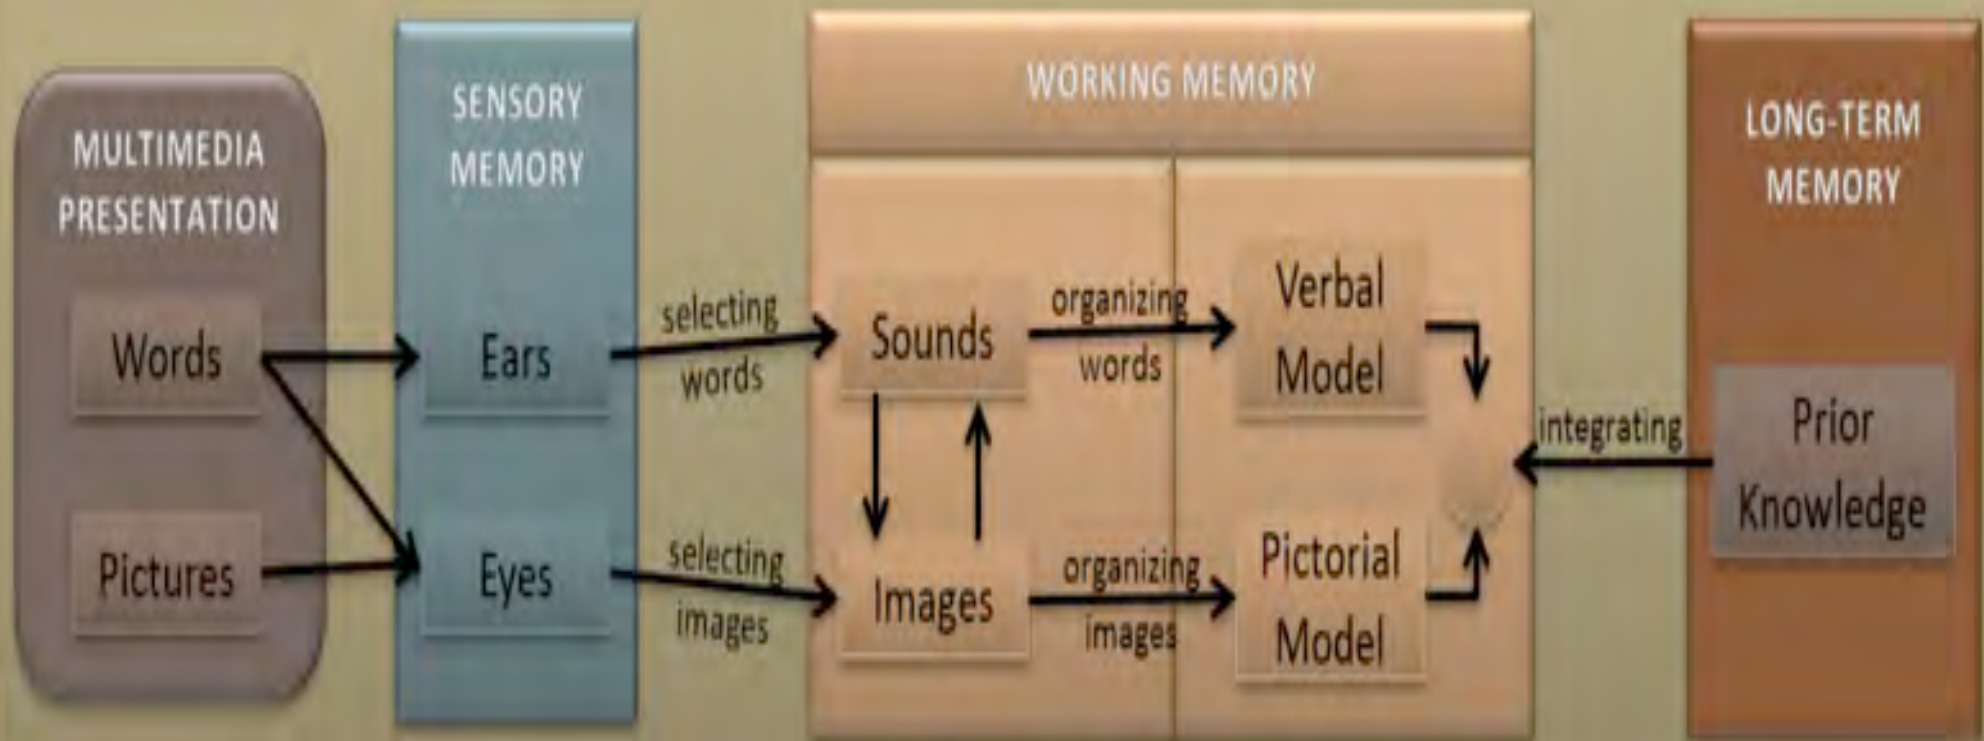 MULTIMEDIA
PRESENTATION
Words
Pictures
SENSORY
MEMORY
Ears
Eyes
selecting
words
selecting
images
WORKING MEMORY
Sounds
Images
organizing
words
organizing
images
Verbal
Model
Pictorial
Model
integrating
LONG-TERM
MEMORY
Prior
Knowledge